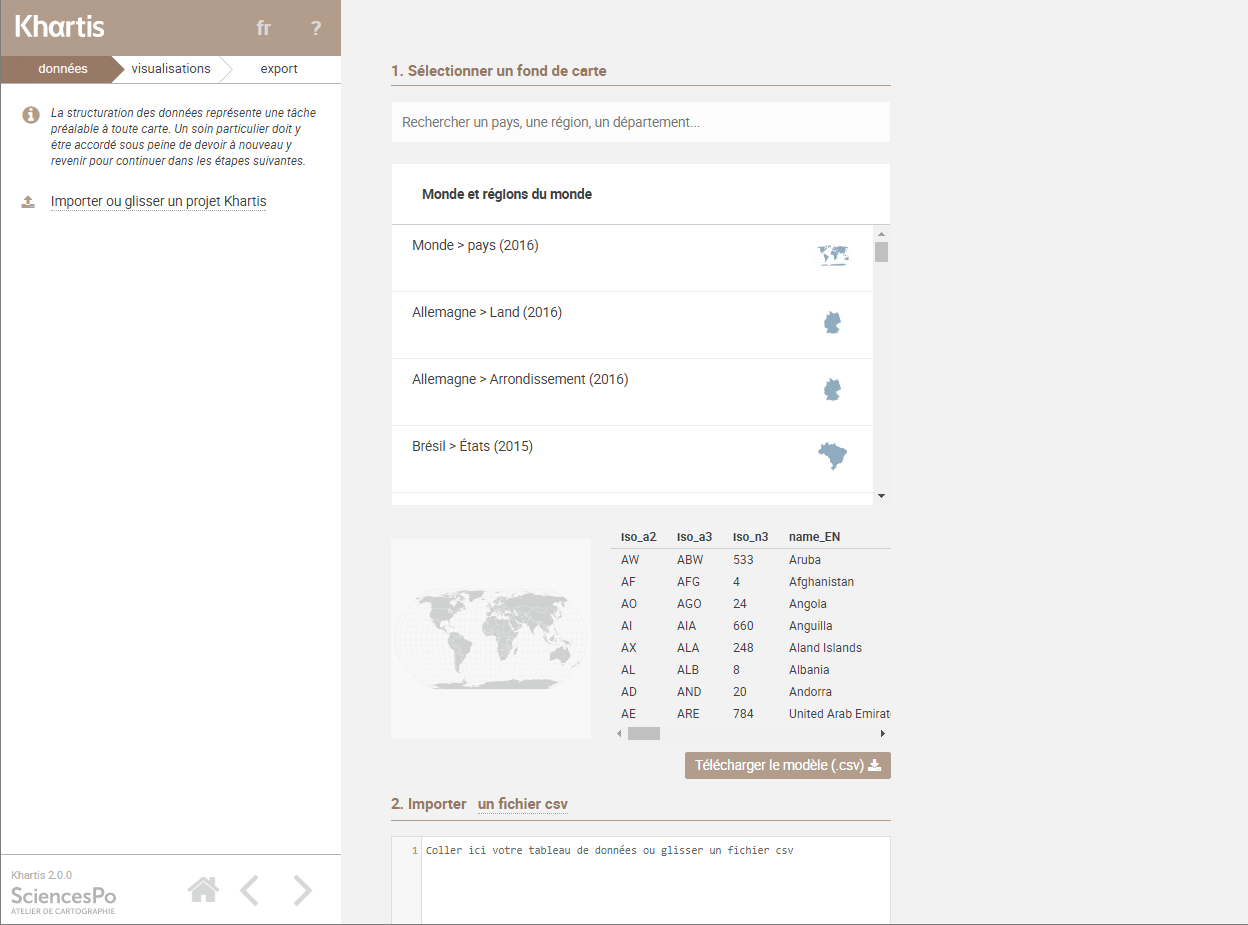 Khartis
fr
?
données
visualisations
export
La structuration des données représente une tâche
préalable à toute carte. Un soin particulier doit y
être accordé sous peine de devoir à nouveau y
revenir pour continuer dans les étapes suivantes.
Importer ou glisser un projet Khartis
Khartis 2.0.0
SciencesPo
ATELIER DE CARTOGRAPHIE
1. Sélectionner un fond de carte
Rechercher un pays, une région, un département...
Monde et régions du monde
Monde > pays (2016)
Allemagne > Land (2016)
Allemagne > Arrondissement (2016)
Brésil > États (2015)
iso_a2 iso_a3 iso_n3 name_EN
AW ABW 533 Aruba
AF AFG 4 Afghanistan
AO AGO 24 Angola
AI AIA 660 Anguilla
AX ALA 248 Aland Islands
AL ALB 8 Albania
AD AND 20 Andorra
AE ARE 784 United Arab Emirat
Télécharger le modèle (.csv)
2. Importer un fichier csv
1 Coller ici votre tableau de données ou glisser un fichier csv